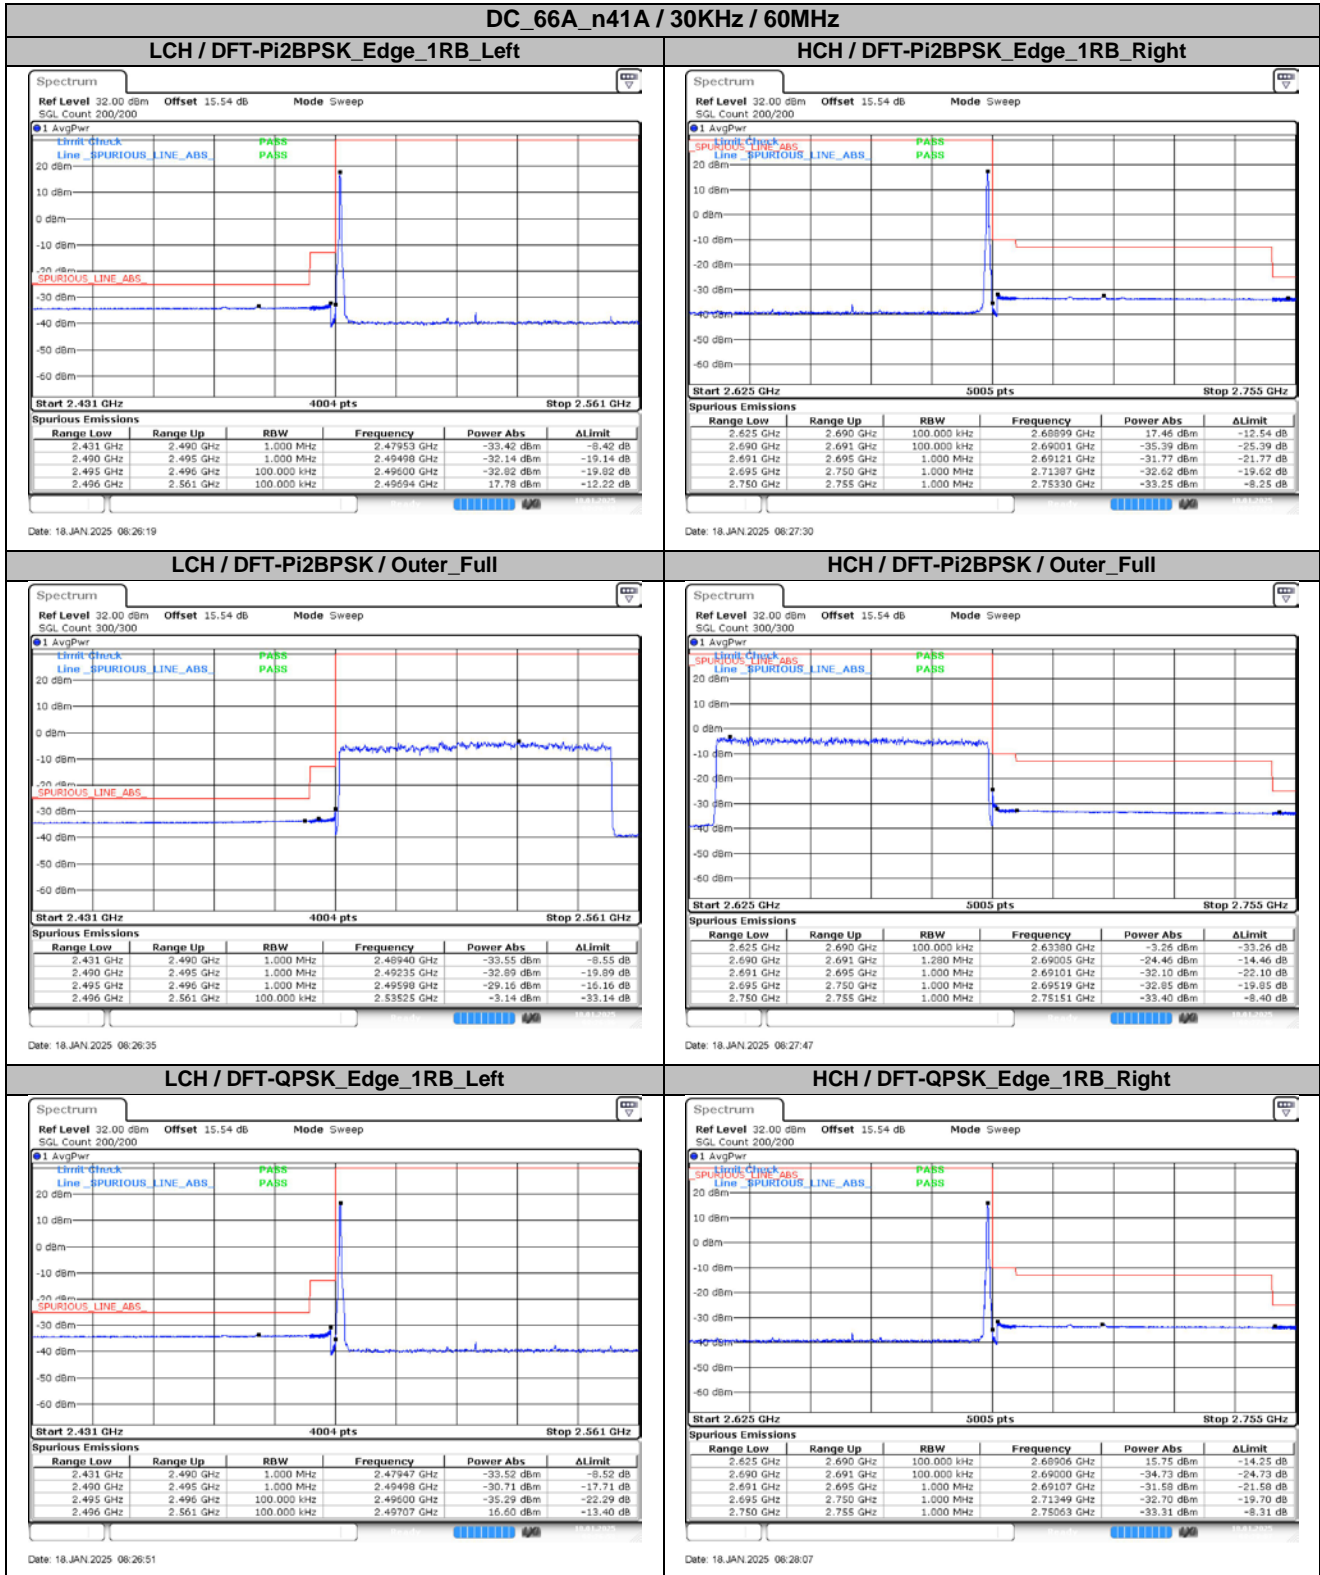 DC_66A_n41A / 30KHz / 60MHz
LCH / DFT-Pi2BPSK_Edge_1RB_Left
HCH / DFT-Pi2BPSK_Edge_1RB_Right
Spectrum
Ref Level 32.00 dBm Offset 15.54 dB Mode Sweep
SGL Count 200/200
1 AvgPwr
Limit Check PASS
Line _SPURIOUS_LINE_ABS_ PASS
20 dBm
10 dBm
0 dBm
-10 dBm
-20 dBm
_SPURIOUS_LINE_ABS_
-30 dBm
-40 dBm
-50 dBm
-60 dBm
Start 2.431 GHz 4004 pts Stop 2.561 GHz
Spurious Emissions
Range Low Range Up RBW Frequency Power Abs ΔLimit
2.431 GHz 2.490 GHz 1.000 MHz 2.47953 GHz -33.42 dBm -8.42 dB
2.490 GHz 2.495 GHz 1.000 MHz 2.49498 GHz -32.14 dBm -19.14 dB
2.495 GHz 2.496 GHz 100.000 kHz 2.49600 GHz -32.82 dBm -19.82 dB
2.496 GHz 2.561 GHz 100.000 kHz 2.49694 GHz 17.78 dBm -12.22 dB
Date: 18.JAN.2025 08:26:19
Spectrum
Ref Level 32.00 dBm Offset 15.54 dB Mode Sweep
SGL Count 200/200
1 AvgPwr
Limit Check PASS
_SPURIOUS_LINE_ABS_
Line _SPURIOUS_LINE_ABS_ PASS
20 dBm
10 dBm
0 dBm
-10 dBm
-20 dBm
-30 dBm
-40 dBm
-50 dBm
-60 dBm
Start 2.625 GHz 5005 pts Stop 2.755 GHz
Spurious Emissions
Range Low Range Up RBW Frequency Power Abs ΔLimit
2.625 GHz 2.690 GHz 100.000 kHz 2.68899 GHz 17.46 dBm -12.54 dB
2.690 GHz 2.691 GHz 100.000 kHz 2.69001 GHz -35.39 dBm -25.39 dB
2.691 GHz 2.695 GHz 1.000 MHz 2.69121 GHz -31.77 dBm -21.77 dB
2.695 GHz 2.750 GHz 1.000 MHz 2.71387 GHz -32.62 dBm -19.62 dB
2.750 GHz 2.755 GHz 1.000 MHz 2.75330 GHz -33.25 dBm -8.25 dB
Date: 18.JAN.2025 08:27:30
LCH / DFT-Pi2BPSK / Outer_Full
HCH / DFT-Pi2BPSK / Outer_Full
Spectrum
Ref Level 32.00 dBm Offset 15.54 dB Mode Sweep
SGL Count 300/300
1 AvgPwr
Limit Check PASS
Line _SPURIOUS_LINE_ABS_ PASS
20 dBm
10 dBm
0 dBm
-10 dBm
-20 dBm
_SPURIOUS_LINE_ABS_
-30 dBm
-40 dBm
-50 dBm
-60 dBm
Start 2.431 GHz 4004 pts Stop 2.561 GHz
Spurious Emissions
Range Low Range Up RBW Frequency Power Abs ΔLimit
2.431 GHz 2.490 GHz 1.000 MHz 2.48940 GHz -33.55 dBm -8.55 dB
2.490 GHz 2.495 GHz 1.000 MHz 2.49235 GHz -32.89 dBm -19.89 dB
2.495 GHz 2.496 GHz 1.000 MHz 2.49598 GHz -29.16 dBm -16.16 dB
2.496 GHz 2.561 GHz 100.000 kHz 2.53525 GHz -3.14 dBm -33.14 dB
Date: 18.JAN.2025 08:26:35
Spectrum
Ref Level 32.00 dBm Offset 15.54 dB Mode Sweep
SGL Count 300/300
1 AvgPwr
Limit Check PASS
_SPURIOUS_LINE_ABS_
Line _SPURIOUS_LINE_ABS_ PASS
20 dBm
10 dBm
0 dBm
-10 dBm
-20 dBm
-30 dBm
-40 dBm
-50 dBm
-60 dBm
Start 2.625 GHz 5005 pts Stop 2.755 GHz
Spurious Emissions
Range Low Range Up RBW Frequency Power Abs ΔLimit
2.625 GHz 2.690 GHz 100.000 kHz 2.63380 GHz -3.26 dBm -33.26 dB
2.690 GHz 2.691 GHz 1.280 MHz 2.69005 GHz -24.46 dBm -14.46 dB
2.691 GHz 2.695 GHz 1.000 MHz 2.69101 GHz -32.10 dBm -22.10 dB
2.695 GHz 2.750 GHz 1.000 MHz 2.69519 GHz -32.85 dBm -19.85 dB
2.750 GHz 2.755 GHz 1.000 MHz 2.75151 GHz -33.40 dBm -8.40 dB
Date: 18.JAN.2025 08:27:47
LCH / DFT-QPSK_Edge_1RB_Left
HCH / DFT-QPSK_Edge_1RB_Right
Spectrum
Ref Level 32.00 dBm Offset 15.54 dB Mode Sweep
SGL Count 200/200
1 AvgPwr
Limit Check PASS
Line _SPURIOUS_LINE_ABS_ PASS
20 dBm
10 dBm
0 dBm
-10 dBm
-20 dBm
_SPURIOUS_LINE_ABS_
-30 dBm
-40 dBm
-50 dBm
-60 dBm
Start 2.431 GHz 4004 pts Stop 2.561 GHz
Spurious Emissions
Range Low Range Up RBW Frequency Power Abs ΔLimit
2.431 GHz 2.490 GHz 1.000 MHz 2.47947 GHz -33.52 dBm -8.52 dB
2.490 GHz 2.495 GHz 1.000 MHz 2.49498 GHz -30.71 dBm -17.71 dB
2.495 GHz 2.496 GHz 100.000 kHz 2.49600 GHz -35.29 dBm -22.29 dB
2.496 GHz 2.561 GHz 100.000 kHz 2.49707 GHz 16.60 dBm -13.40 dB
Date: 18.JAN.2025 08:26:51
Spectrum
Ref Level 32.00 dBm Offset 15.54 dB Mode Sweep
SGL Count 200/200
1 AvgPwr
Limit Check PASS
_SPURIOUS_LINE_ABS_
Line _SPURIOUS_LINE_ABS_ PASS
20 dBm
10 dBm
0 dBm
-10 dBm
-20 dBm
-30 dBm
-40 dBm
-50 dBm
-60 dBm
Start 2.625 GHz 5005 pts Stop 2.755 GHz
Spurious Emissions
Range Low Range Up RBW Frequency Power Abs ΔLimit
2.625 GHz 2.690 GHz 100.000 kHz 2.68906 GHz 15.75 dBm -14.25 dB
2.690 GHz 2.691 GHz 100.000 kHz 2.69000 GHz -34.73 dBm -24.73 dB
2.691 GHz 2.695 GHz 1.000 MHz 2.69107 GHz -31.58 dBm -21.58 dB
2.695 GHz 2.750 GHz 1.000 MHz 2.71349 GHz -32.70 dBm -19.70 dB
2.750 GHz 2.755 GHz 1.000 MHz 2.75063 GHz -33.31 dBm -8.31 dB
Date: 18.JAN.2025 08:28:07